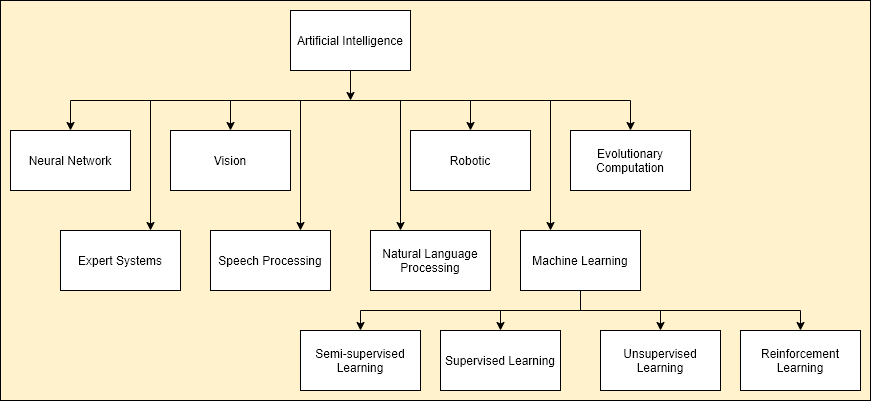 Artificial Intelligence
Neural Network
Vision
Robotic
Evolutionary
Computation
Expert Systems
Speech Processing
Natural Language
Processing
Machine Learning
Semi-supervised
Learning
Supervised Learning
Unsupervised
Learning
Reinforcement
Learning